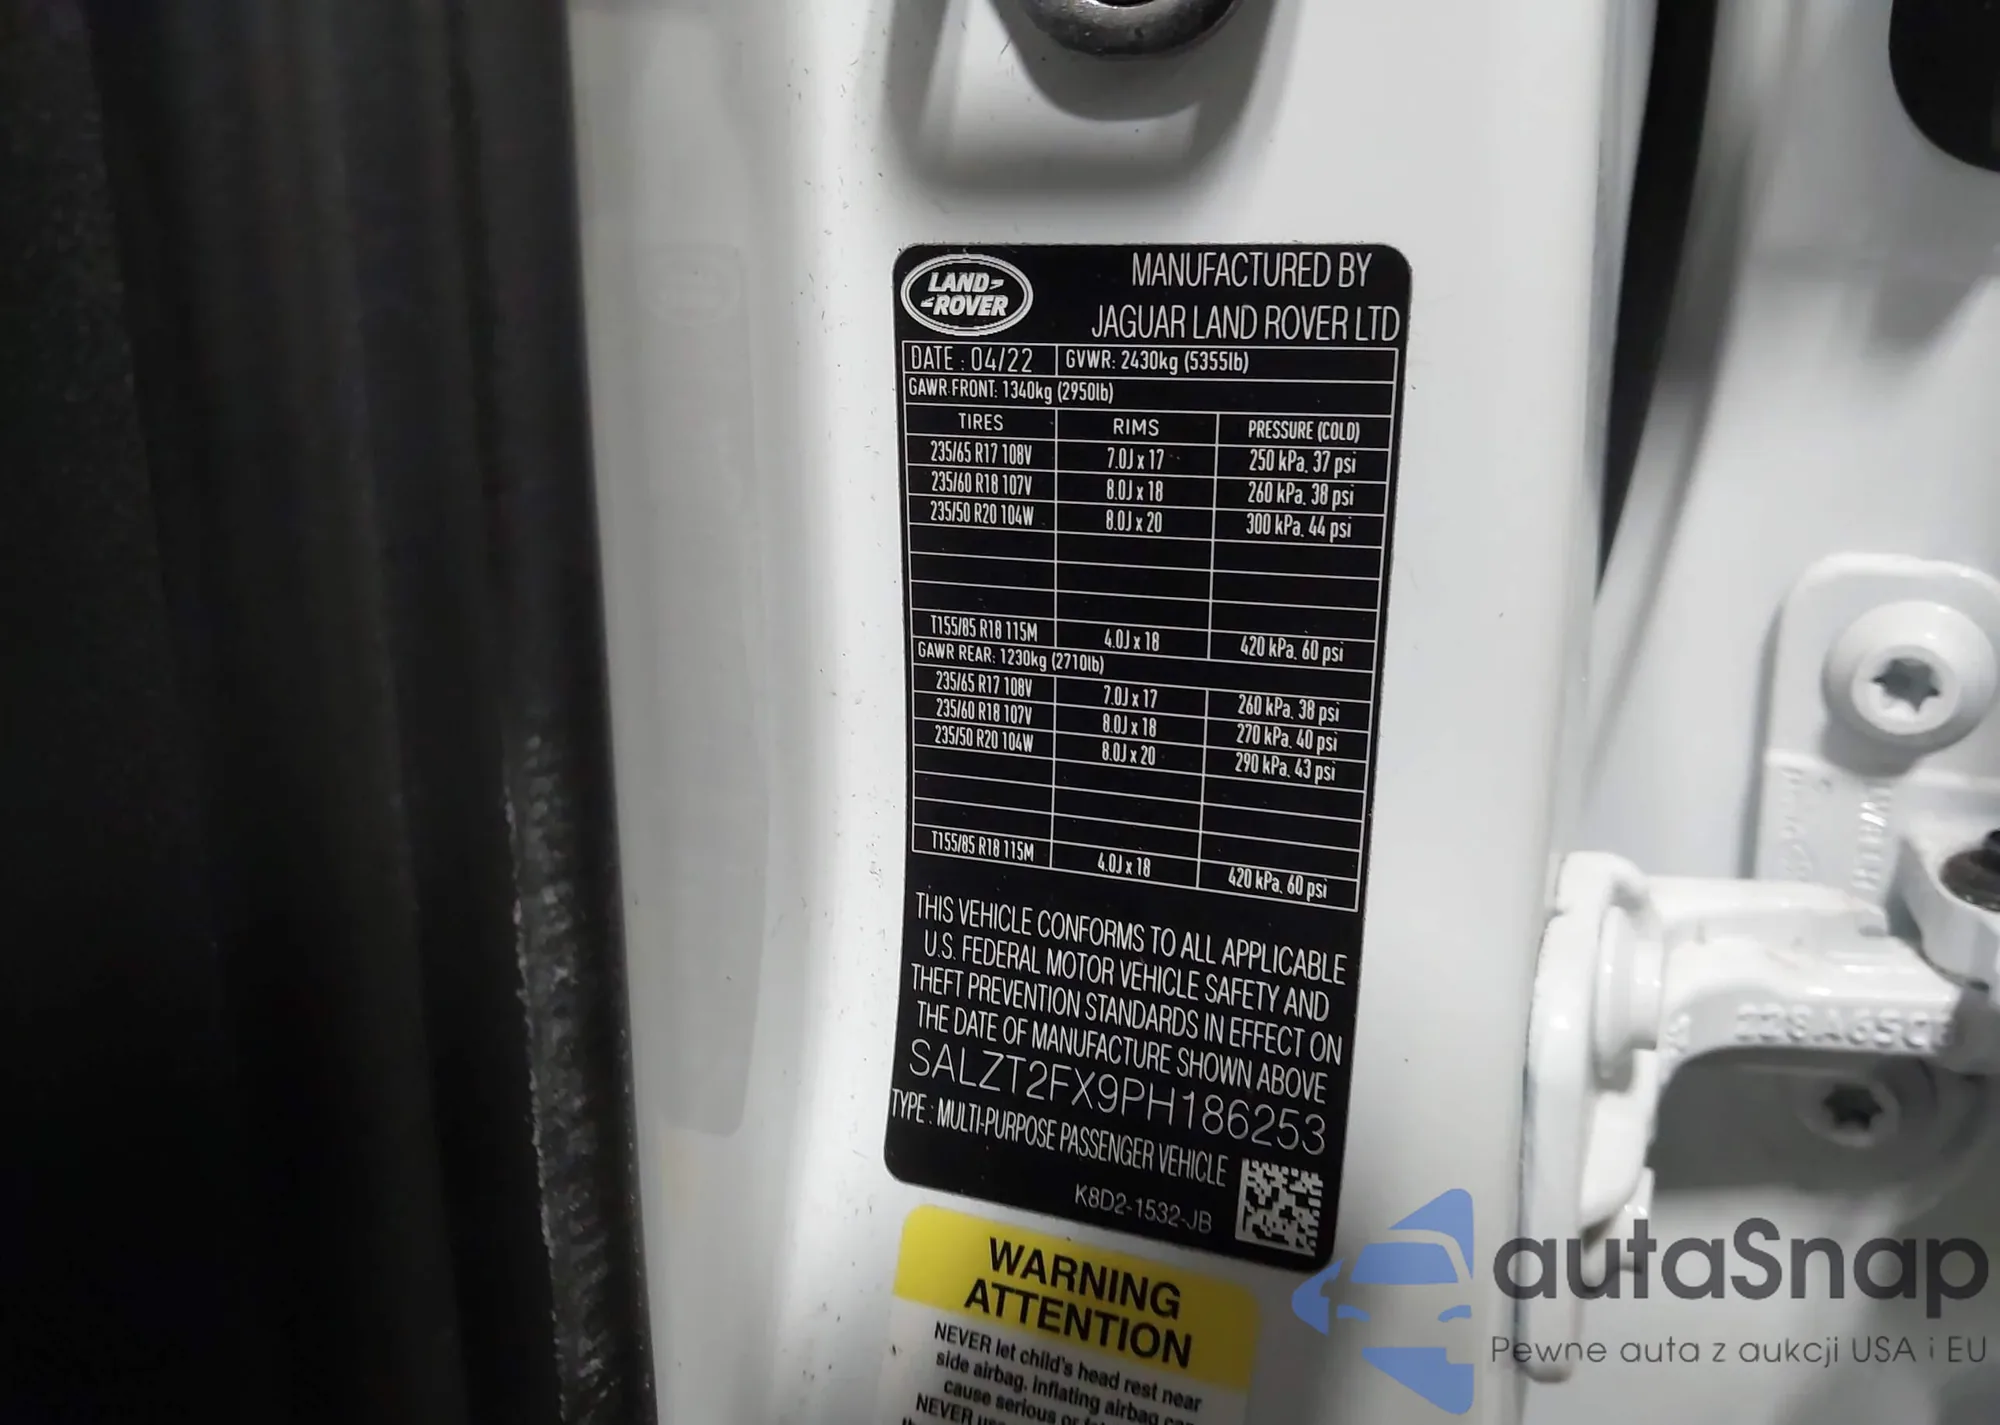 LAND
ROVER
MANUFACTURED BY
JAGUAR LAND ROVER LTD
DATE : 04/22 GVWR: 2430kg (5355lb)
GAWR FRONT: 1340kg (2950lb)
TIRES RIMS PRESSURE (COLD)
235/65 R17 108V 7.0J x 17 250 kPa, 37 psi
235/60 R18 107V 8.0J x 18 260 kPa, 38 psi
235/50 R20 104W 8.0J x 20 300 kPa, 44 psi
T155/85 R18 115M 4.0J x 18 420 kPa, 60 psi
GAWR REAR: 1230kg (2710lb)
235/65 R17 108V 7.0J x 17 260 kPa, 38 psi
235/60 R18 107V 8.0J x 18 270 kPa, 40 psi
235/50 R20 104W 8.0J x 20 290 kPa, 43 psi
T155/85 R18 115M 4.0J x 18 420 kPa, 60 psi
THIS VEHICLE CONFORMS TO ALL APPLICABLE
U.S. FEDERAL MOTOR VEHICLE SAFETY AND
THEFT PREVENTION STANDARDS IN EFFECT ON
THE DATE OF MANUFACTURE SHOWN ABOVE
SALZT2FX9PH186253
TYPE : MULTI-PURPOSE PASSENGER VEHICLE
K8D2-1532-JB
WARNING
ATTENTION
NEVER let child's head rest near
side airbag, inflating airbag can
cause serious or
NEVER
autaSnap
Pewne auta z aukcji USA i EU